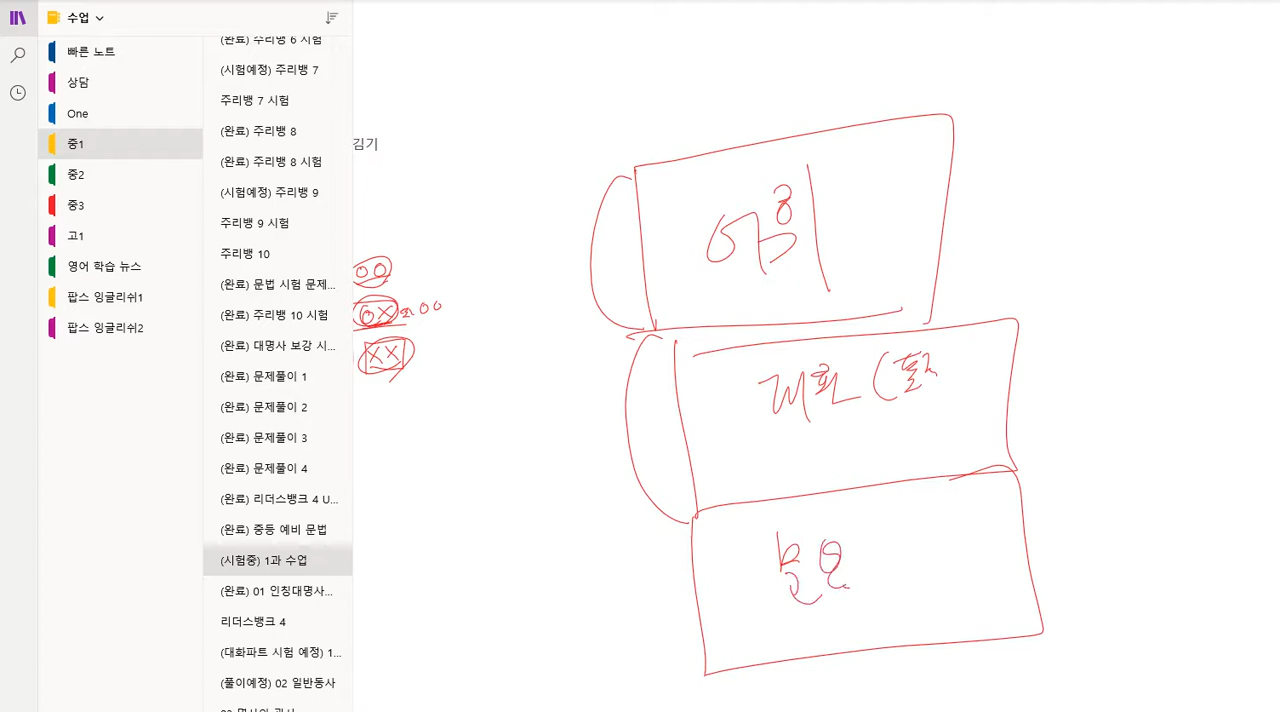 수업
빠른 노트
상담
One
중1
중2
중3
고1
영어 학습 뉴스
팝스 잉글리쉬1
팝스 잉글리쉬2
(완료) 주리뱅 6 시험
(시험예정) 주리뱅 7
주리뱅 7 시험
(완료) 주리뱅 8
(완료) 주리뱅 8 시험
(시험예정) 주리뱅 9
주리뱅 9 시험
주리뱅 10
(완료) 문법 시험 문제...
(완료) 주리뱅 10 시험
(완료) 대명사 보강 시...
(완료) 문제풀이 1
(완료) 문제풀이 2
(완료) 문제풀이 3
(완료) 문제풀이 4
(완료) 리더스뱅크 4 U...
(완료) 중등 예비 문법
(시험중) 1과 수업
(완료) 01 인칭대명사...
리더스뱅크 4
(대화파트 시험 예정) 1...
(풀이예정) 02 일반동사
김기
OO
OX
XX
계획 (